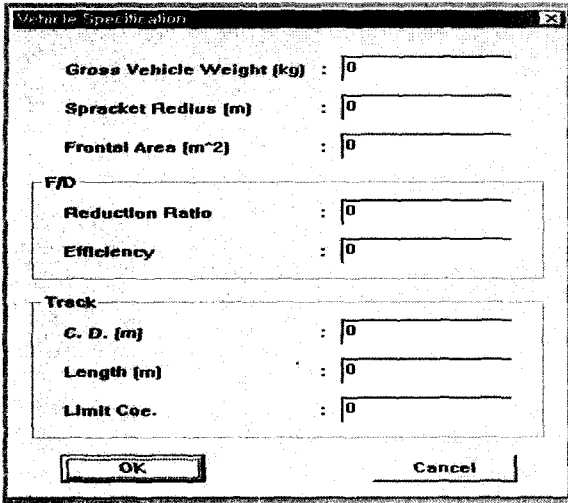 Vehicle Specification
Gross Vehicle Weight (kg) : 0
Spracket Redius (m) : 0
Frontal Area (m^2) : 0
F/D
Reduction Ratio : 0
Efficiency : 0
Track
C. D. (m) : 0
Length (m) : 0
Limit Coe. : 0
OK Cancel